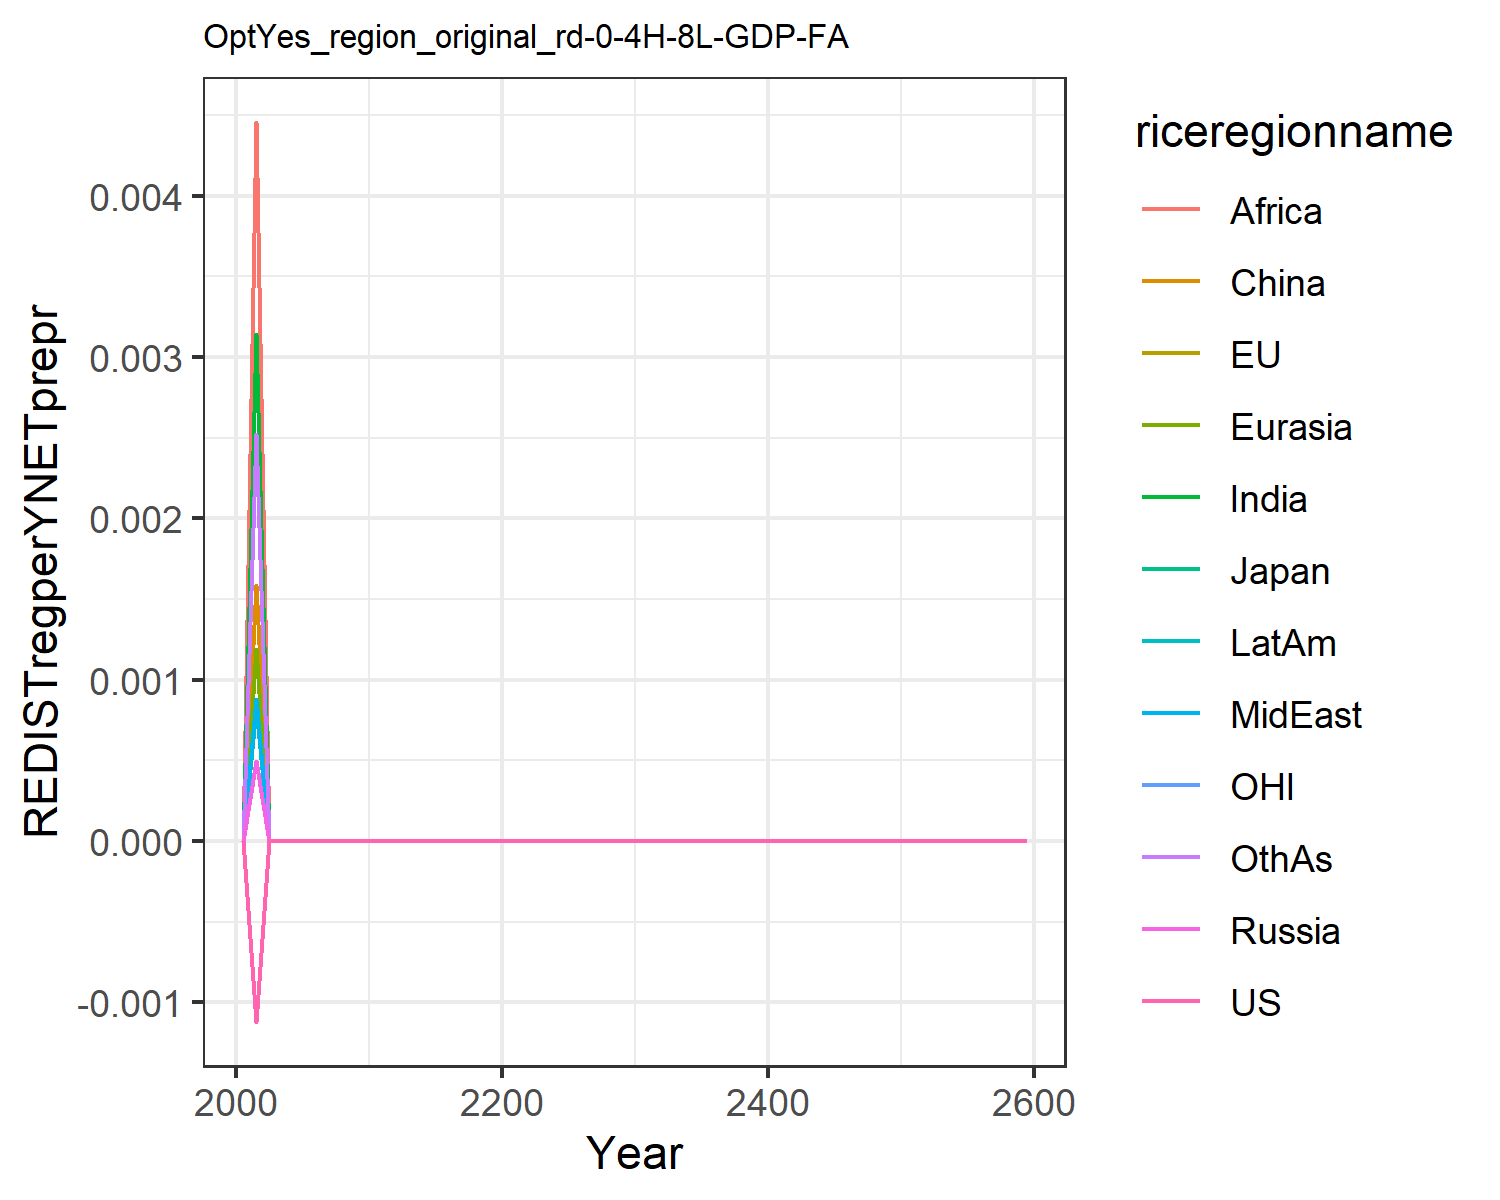 OptYes_region_original_rd-0-4H-8L-GDP-FA
REDISTregperYNETprepr
0.004
0.003
0.002
0.001
0.000
-0.001
2000 2200 2400 2600
Year
riceregionname
Africa
China
EU
Eurasia
India
Japan
LatAm
MidEast
OHI
OthAs
Russia
US